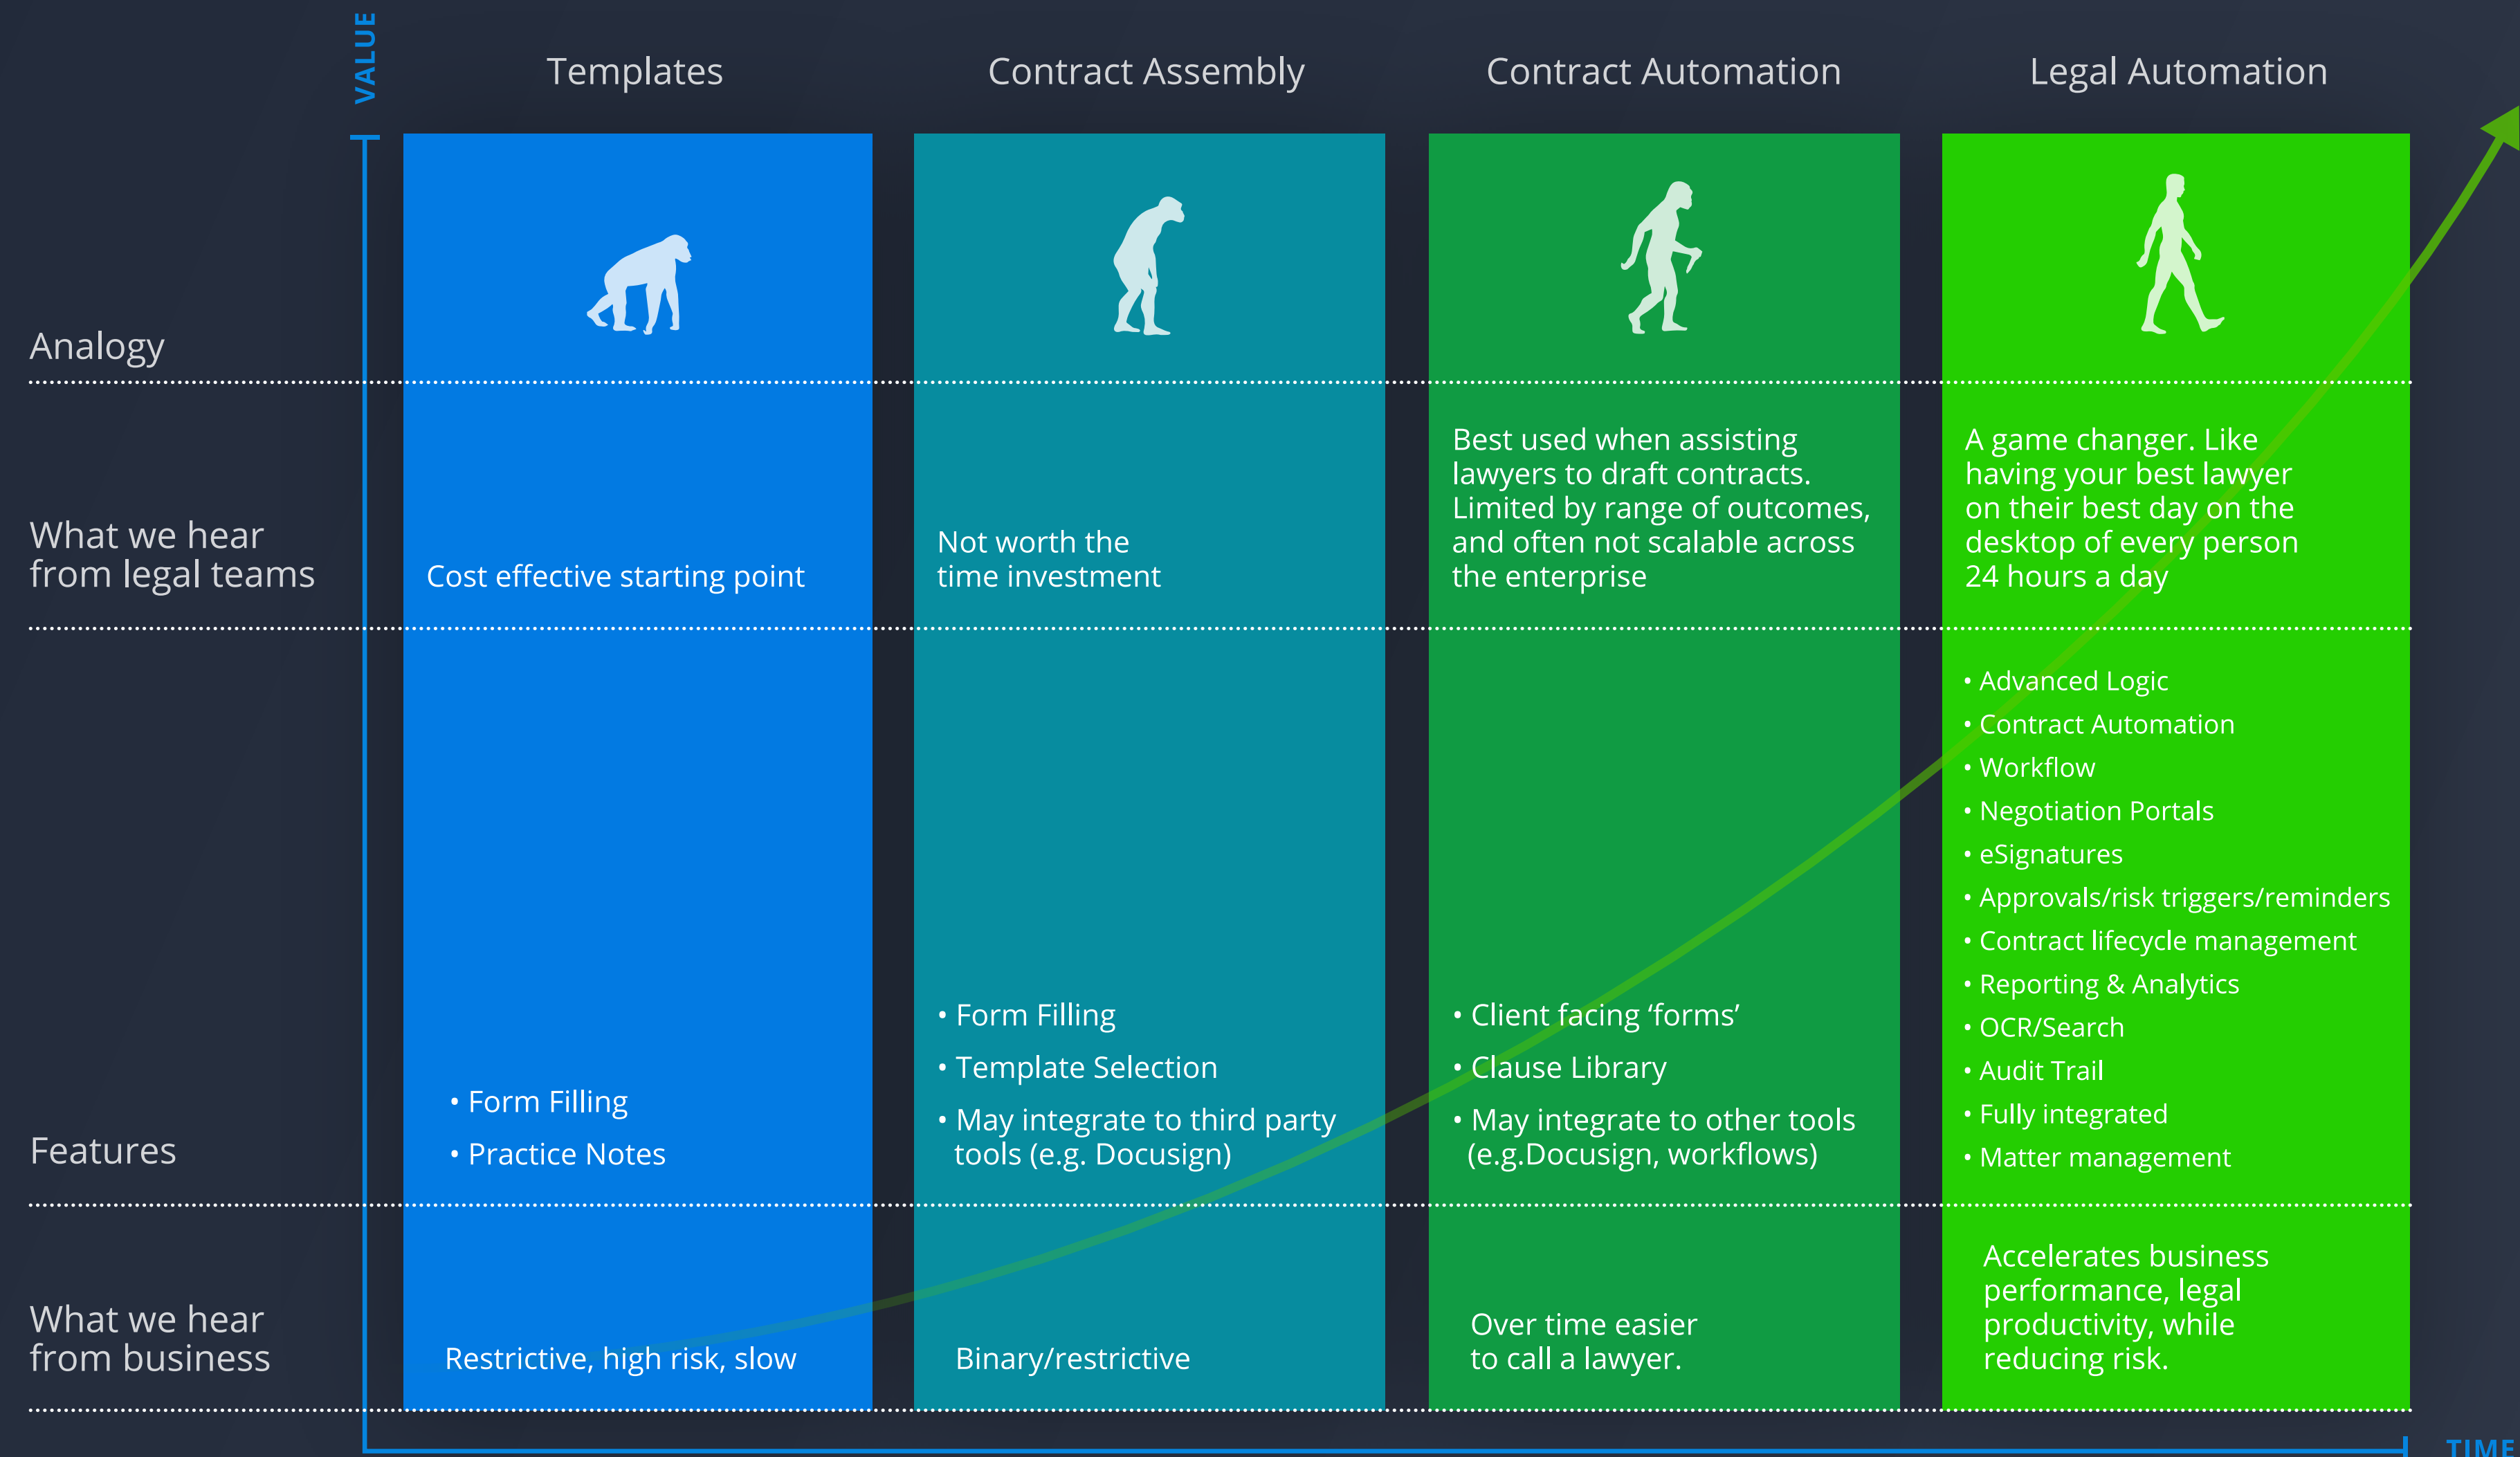 VALUE
Templates
Contract Assembly
Contract Automation
Legal Automation
Analogy
What we hear
from legal teams
Cost effective starting point
Not worth the
time investment
Best used when assisting
lawyers to draft contracts.
Limited by range of outcomes,
and often not scalable across
the enterprise
A game changer. Like
having your best lawyer
on their best day on the
desktop of every person
24 hours a day
Features
• Form Filling
• Practice Notes
• Form Filling
• Template Selection
• May integrate to third party
tools (e.g. Docusign)
• Client facing ‘forms’
• Clause Library
• May integrate to other tools
(e.g.Docusign, workflows)
• Advanced Logic
• Contract Automation
• Workflow
• Negotiation Portals
• eSignatures
• Approvals/risk triggers/reminders
• Contract lifecycle management
• Reporting & Analytics
• OCR/Search
• Audit Trail
• Fully integrated
• Matter management
What we hear
from business
Restrictive, high risk, slow
Binary/restrictive
Over time easier
to call a lawyer.
Accelerates business
performance, legal
productivity, while
reducing risk.
TIME